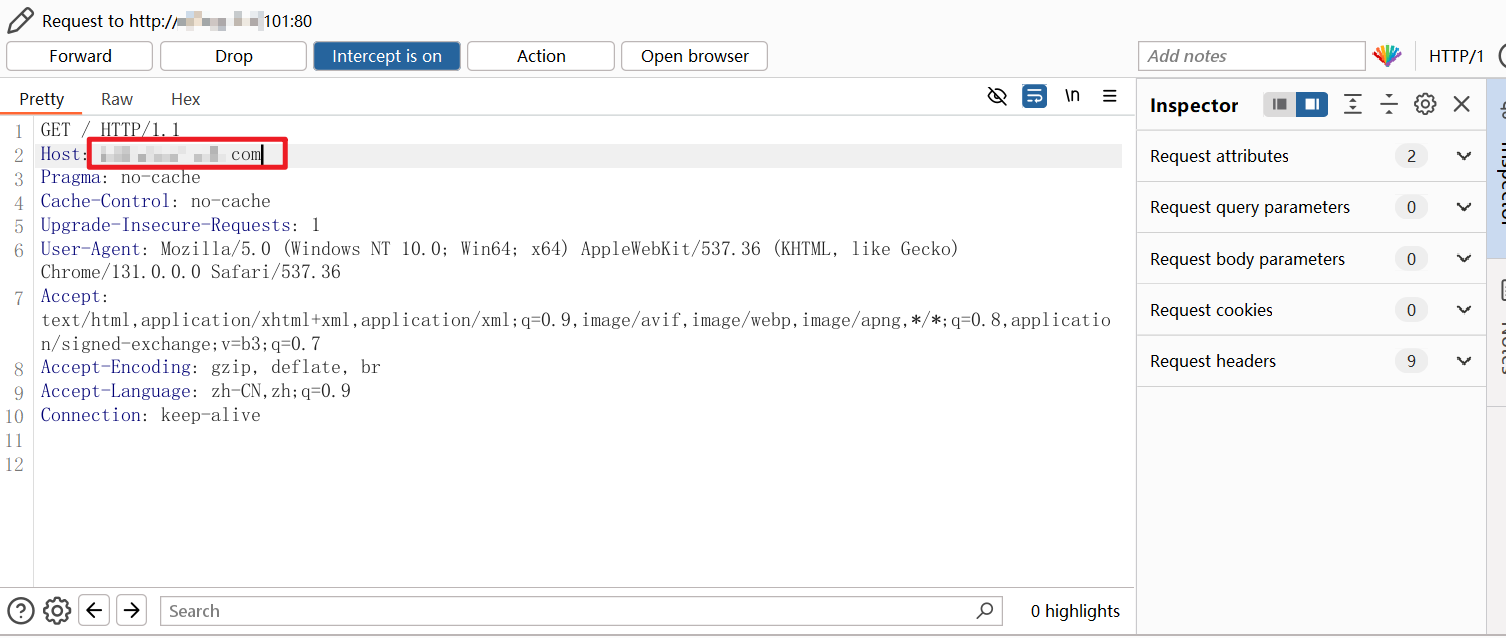 Request to http:// 101:80
Forward Drop Intercept is on Action Open browser Add notes HTTP/1
Pretty Raw Hex \n Inspector
1 GET / HTTP/1.1
2 Host: com
3 Pragma: no-cache
4 Cache-Control: no-cache
5 Upgrade-Insecure-Requests: 1
6 User-Agent: Mozilla/5.0 (Windows NT 10.0; Win64; x64) AppleWebKit/537.36 (KHTML, like Gecko)
Chrome/131.0.0.0 Safari/537.36
7 Accept:
text/html,application/xhtml+xml,application/xml;q=0.9,image/avif,image/webp,image/apng,*/*;q=0.8,applicatio
n/signed-exchange;v=b3;q=0.7
8 Accept-Encoding: gzip, deflate, br
9 Accept-Language: zh-CN,zh;q=0.9
10 Connection: keep-alive
11
12
Request attributes 2
Request query parameters 0
Request body parameters 0
Request cookies 0
Request headers 9
Inspector
Notes
Search 0 highlights